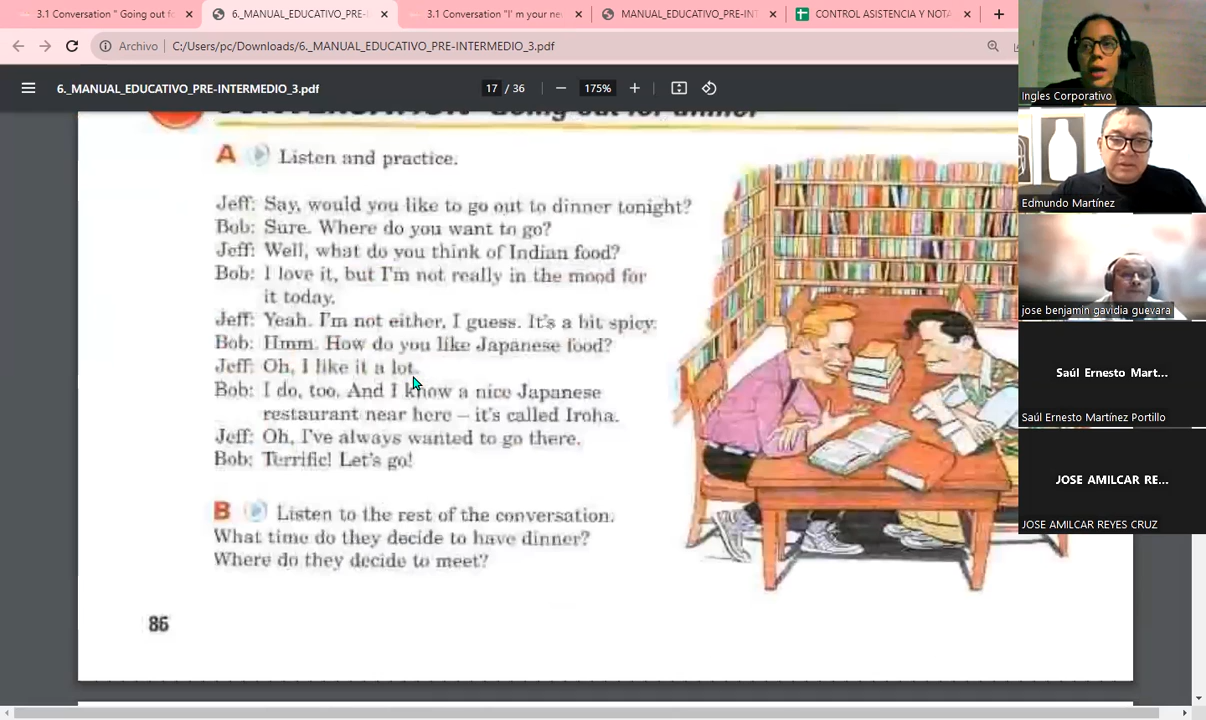 3.1 Conversation " Going out fo
6._MANUAL_EDUCATIVO_PRE-I
3.1 Conversation "I' m your ne
MANUAL_EDUCATIVO_PRE-INT
CONTROL ASISTENCIA Y NOTA
Archivo
C:/Users/pc/Downloads/6._MANUAL_EDUCATIVO_PRE-INTERMEDIO_3.pdf
6._MANUAL_EDUCATIVO_PRE-INTERMEDIO_3.pdf
17 / 36
175%
A Listen and practice.
Jeff: Say, would you like to go out to dinner tonight?
Bob: Sure. Where do you want to go?
Jeff: Well, what do you think of Indian food?
Bob: I love it, but I'm not really in the mood for
it today.
Jeff: Yeah. I'm not either, I guess. It's a bit spicy.
Bob: Hmm. How do you like Japanese food?
Jeff: Oh, I like it a lot.
Bob: I do, too. And I know a nice Japanese
restaurant near here – it's called Iroha.
Jeff: Oh, I've always wanted to go there.
Bob: Terrific! Let's go!
B Listen to the rest of the conversation.
What time do they decide to have dinner?
Where do they decide to meet?
86
Ingles Corporativo
Edmundo Martínez
jose benjamin gavidia guevara
Saúl Ernesto Mart...
Saúl Ernesto Martínez Portillo
JOSE AMILCAR RE...
JOSE AMILCAR REYES CRUZ